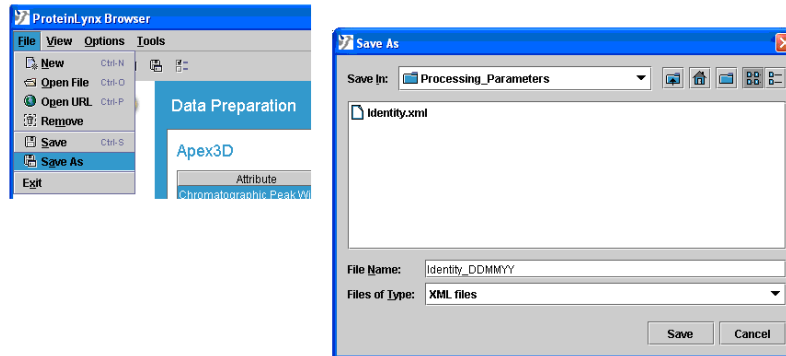 ProteinLynx Browser
File View Options Tools
New Ctrl-N
Open File Ctrl-O
Open URL Ctrl-P
Remove
Save Ctrl-S
Save As
Exit
Data Preparation
Apex3D
Attribute
Chromatographic Peak Wi
Save As
Save In: Processing_Parameters
Identity.xml
File Name: Identity_DDMMYY
Files of Type: XML files
Save Cancel